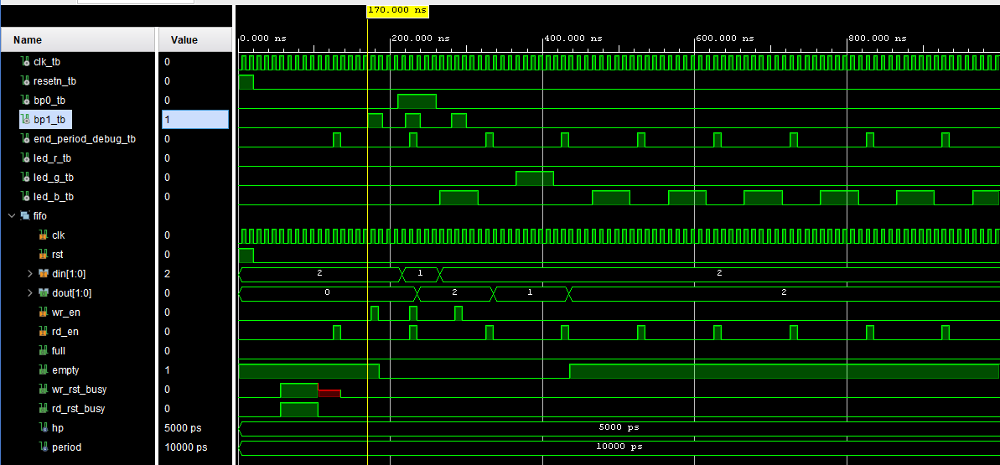 170.000 ns
Name Value
0.000 ns 200.000 ns 400.000 ns 600.000 ns 800.000 ns
clk_tb 0
resetn_tb 0
bp0_tb 0
bp1_tb 1
end_period_debug_tb 0
led_r_tb 0
led_g_tb 0
led_b_tb 0
fifo
clk 0
rst 0
din[1:0] 2 2 1 2
dout[1:0] 0 0 2 1 2
wr_en 0
rd_en 0
full 0
empty 1
wr_rst_busy 0
rd_rst_busy 0
hp 5000 ps 5000 ps
period 10000 ps 10000 ps